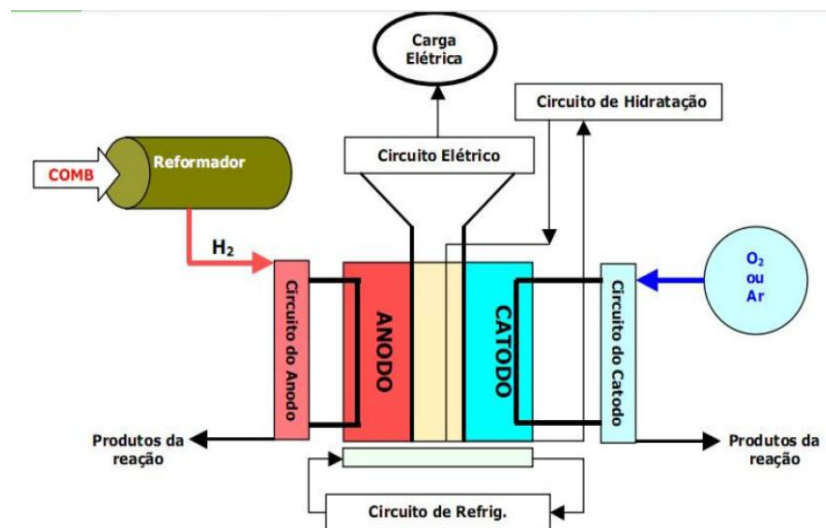 Carga
Elétrica
Circuito de Hidratação
Circuito Elétrico
Reformador
COMB
H₂
O₂
ou
Ar
Circuito do Anodo
ANODO
CATODO
Circuito do Catodo
Produtos da
reação
Produtos da
reação
Circuito de Refrig.